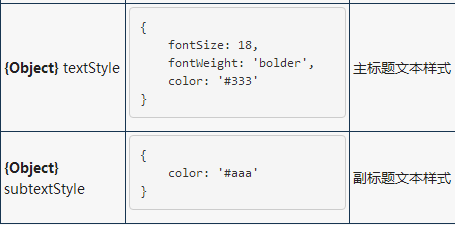 {Object} textStyle
{
fontSize: 18,
fontWeight: 'bolder',
color: '#333'
}
主标题文本样式
{Object}
subtextStyle
{
color: '#aaa'
}
副标题文本样式